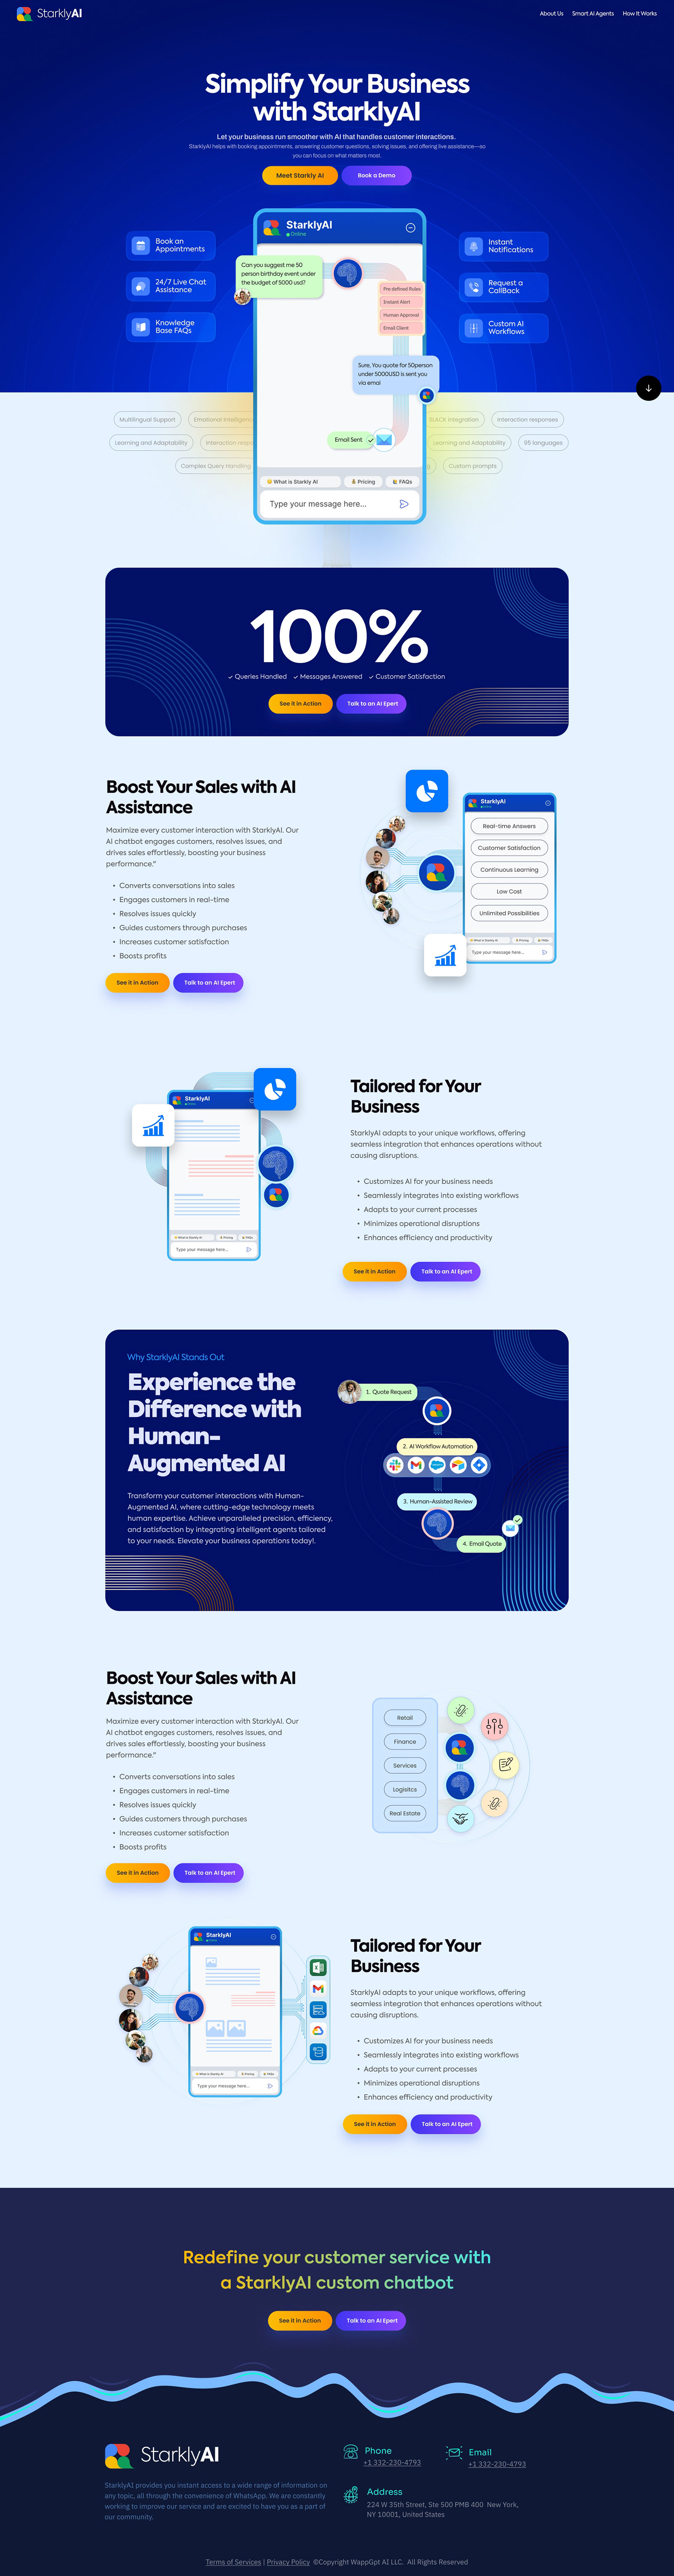 StarklyAI
About Us Smart AI Agents How It Works
Simplify Your Business
with StarklyAI
Let your business run smoother with AI that handles customer interactions.
StarklyAI helps with booking appointments, answering customer questions, solving issues, and offering live assistance—so
you can focus on what matters most.
Meet Starkly AI
Book a Demo
StarklyAI
Online
Book an
Appointments
24/7 Live Chat
Assistance
Knowledge
Base FAQs
Instant
Notifications
Request a
CallBack
Custom AI
Workflows
Can you suggest me 50
person birthday event under
the budget of 5000 usd?
Pre defined Rules
Instant Alert
Human Approval
Email Client
Sure, You quote for 50person
under 5000USD is sent you
via emai
Email Sent
What is Starkly AI
Pricing
FAQs
Type your message here...
Multilingual Support
Emotional Intelligenc
SLACK Integration
Interaction responses
Learning and Adaptability
Interaction respo
Learning and Adaptability
95 languages
Complex Query Handling
Custom prompts
100%
Queries Handled Messages Answered Customer Satisfaction
See it in Action
Talk to an AI Epert
Boost Your Sales with AI
Assistance
Maximize every customer interaction with StarklyAI. Our
AI chatbot engages customers, resolves issues, and
drives sales effortlessly, boosting your business
performance."
• Converts conversations into sales
• Engages customers in real-time
• Resolves issues quickly
• Guides customers through purchases
• Increases customer satisfaction
• Boosts profits
See it in Action
Talk to an AI Epert
StarklyAI
Real-time Answers
Customer Satisfaction
Continuous Learning
Low Cost
Unlimited Possibilities
What is Starkly AI
Pricing
FAQs
Type your message here...
StarklyAI
What is Starkly AI
Pricing
FAQs
Type your message here...
Tailored for Your
Business
StarklyAI adapts to your unique workflows, offering
seamless integration that enhances operations without
causing disruptions.
• Customizes AI for your business needs
• Seamlessly integrates into existing workflows
• Adapts to your current processes
• Minimizes operational disruptions
• Enhances efficiency and productivity
See it in Action
Talk to an AI Epert
Why StarklyAI Stands Out
Experience the
Difference with
Human-
Augmented AI
Transform your customer interactions with Human-
Augmented AI, where cutting-edge technology meets
human expertise. Achieve unparalleled precision, efficiency,
and satisfaction by integrating intelligent agents tailored
to your needs. Elevate your business operations today!.
1. Quote Request
2. AI Workflow Automation
3. Human-Assisted Review
4. Email Quote
Boost Your Sales with AI
Assistance
Maximize every customer interaction with StarklyAI. Our
AI chatbot engages customers, resolves issues, and
drives sales effortlessly, boosting your business
performance."
• Converts conversations into sales
• Engages customers in real-time
• Resolves issues quickly
• Guides customers through purchases
• Increases customer satisfaction
• Boosts profits
See it in Action
Talk to an AI Epert
Retail
Finance
Services
Logisitcs
Real Estate
StarklyAI
What is Starkly AI
Pricing
FAQs
Type your message here...
Tailored for Your
Business
StarklyAI adapts to your unique workflows, offering
seamless integration that enhances operations without
causing disruptions.
• Customizes AI for your business needs
• Seamlessly integrates into existing workflows
• Adapts to your current processes
• Minimizes operational disruptions
• Enhances efficiency and productivity
See it in Action
Talk to an AI Epert
Redefine your customer service with
a StarklyAI custom chatbot
See it in Action
Talk to an AI Epert
StarklyAI
StarklyAI provides you instant access to a wide range of information on
any topic, all through the convenience of WhatsApp. We are constantly
working to improve our service and are excited to have you as a part of
our community.
Phone
+1 332-230-4793
Email
+1 332-230-4793
Address
224 W 35th Street, Ste 500 PMB 400 New York,
NY 10001, United States
Terms of Services | Privacy Policy ©Copyright WappGpt AI LLC. All Rights Reserved